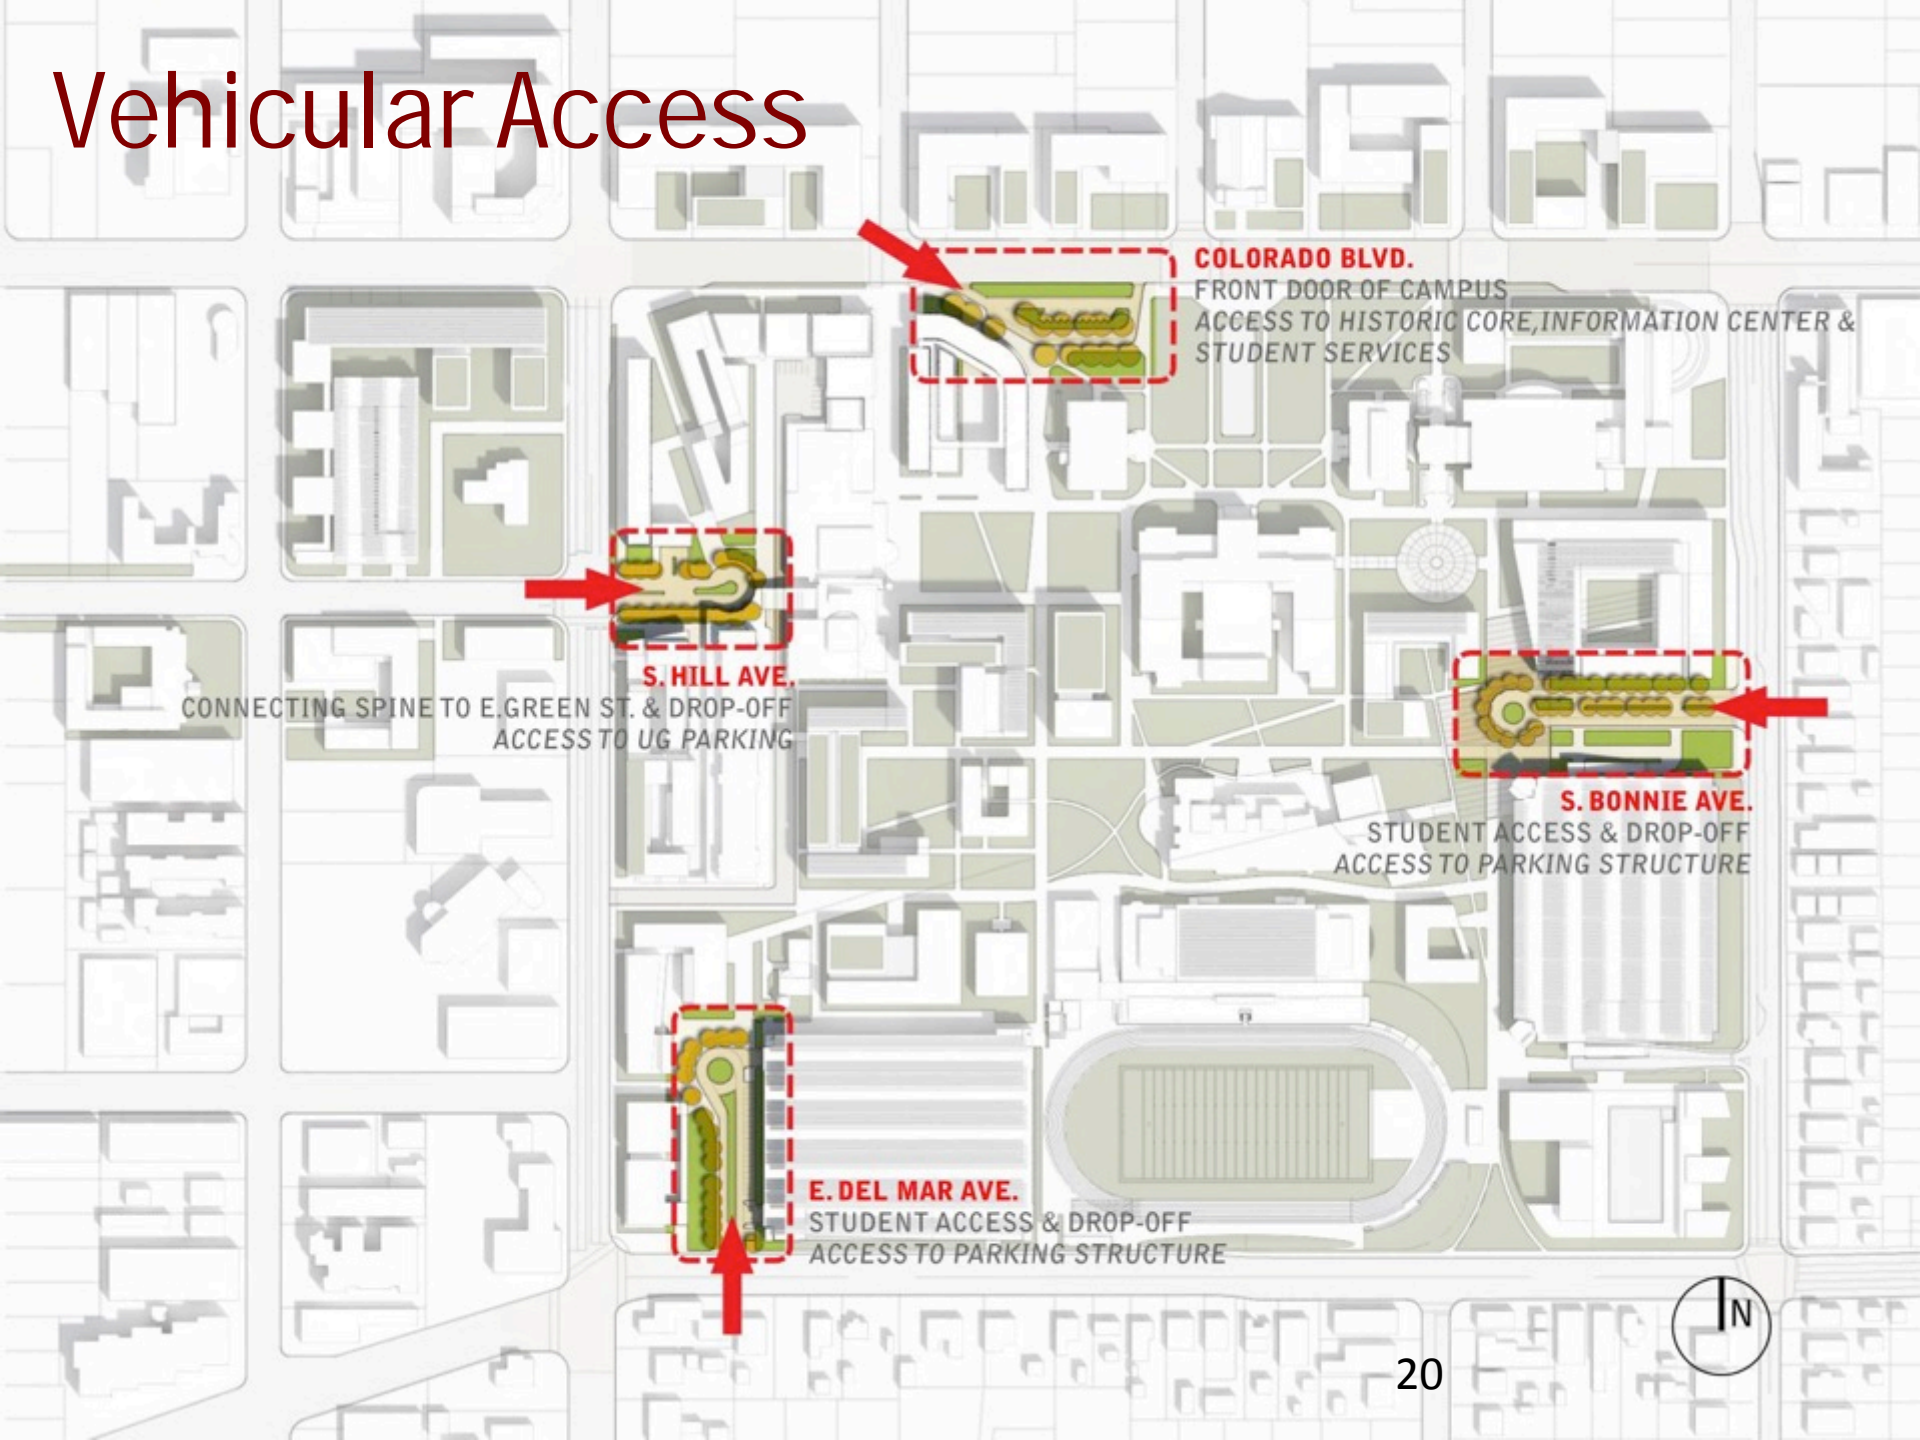 Vehicular Access
COLORADO BLVD.
FRONT DOOR OF CAMPUS
ACCESS TO HISTORIC CORE,INFORMATION CENTER &
STUDENT SERVICES
S. HILL AVE.
CONNECTING SPINE TO E.GREEN ST. & DROP-OFF
ACCESS TO UG PARKING
S. BONNIE AVE.
STUDENT ACCESS & DROP-OFF
ACCESS TO PARKING STRUCTURE
E. DEL MAR AVE.
STUDENT ACCESS & DROP-OFF
ACCESS TO PARKING STRUCTURE
N
20